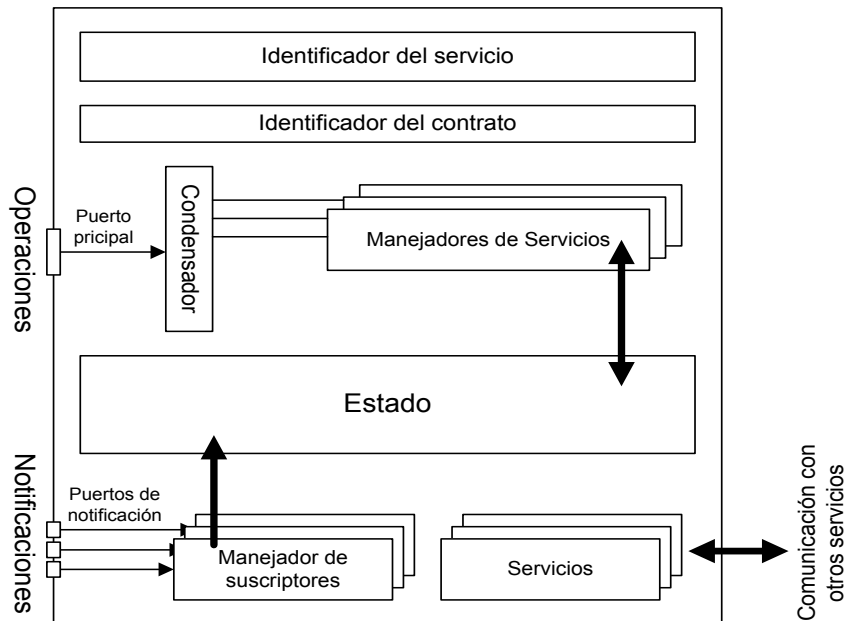 Identificador del servicio
Identificador del contrato
Operaciones
Puerto
pricipal
Condensador
Manejadores de Servicios
Estado
Notificaciones
Puertos de
notificación
Manejador de
suscriptores
Servicios
Comunicación con
otros servicios